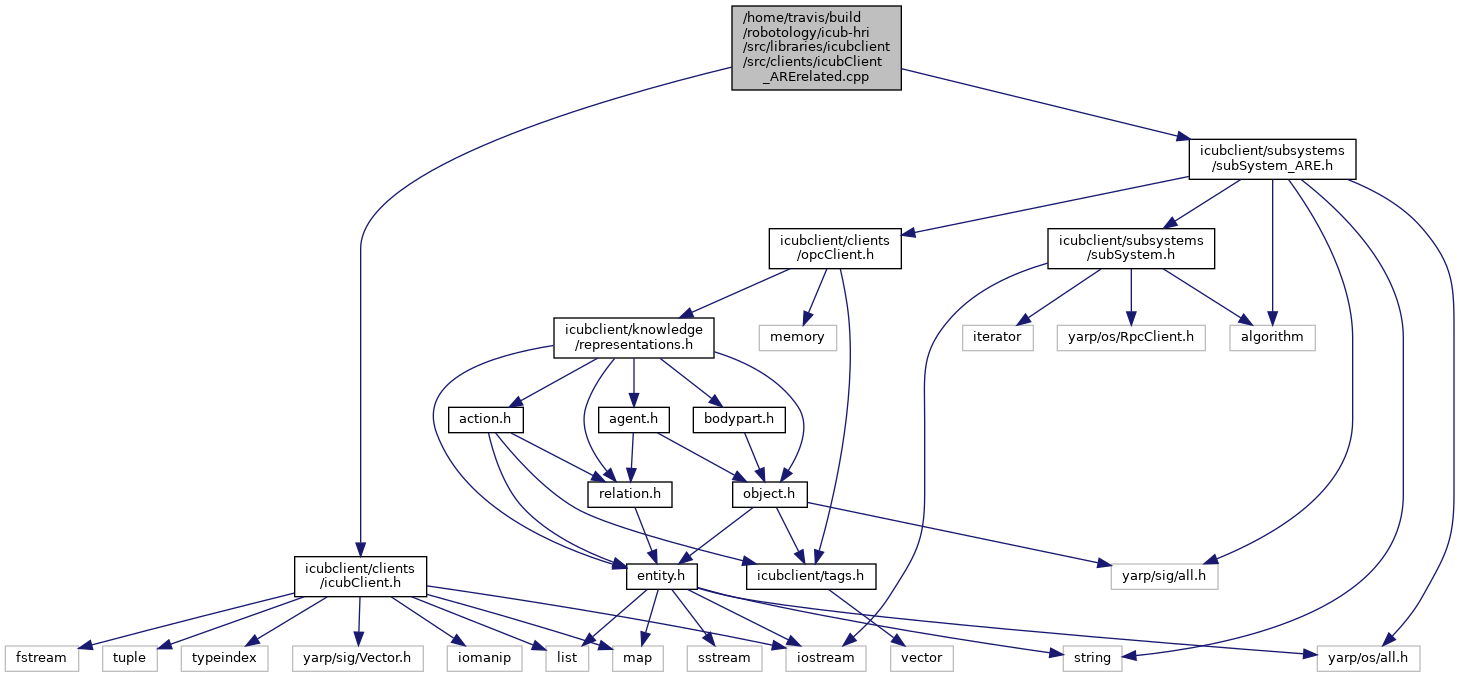 /home/travis/build
/robotology/icub-hri
/src/libraries/icubclient
/src/clients/icubClient
_ARErelated.cpp
icubclient/subsystems
/subSystem_ARE.h
icubclient/clients
/opcClient.h
icubclient/subsystems
/subSystem.h
icubclient/knowledge
/representations.h
memory
iterator
yarp/os/RpcClient.h
algorithm
action.h
agent.h
bodypart.h
relation.h
object.h
icubclient/clients
/icubClient.h
entity.h
icubclient/tags.h
yarp/sig/all.h
fstream
tuple
typeindex
yarp/sig/Vector.h
iomanip
list
map
sstream
iostream
vector
string
yarp/os/all.h